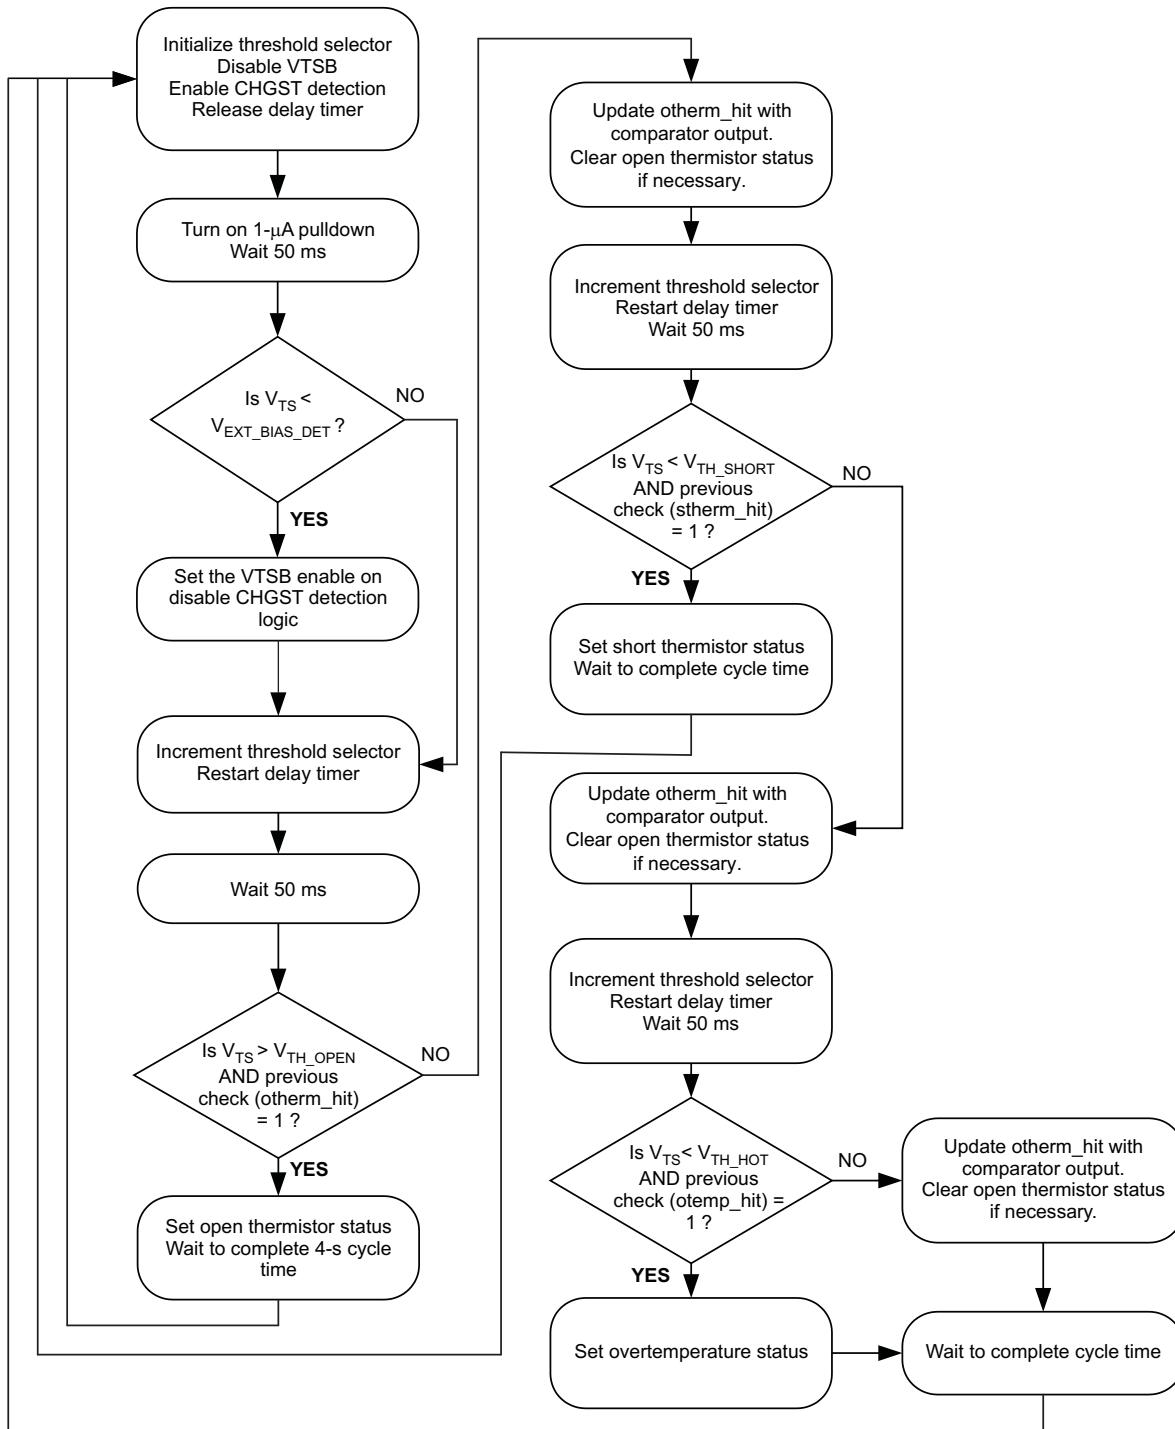 Initialize threshold selector
Disable VTSB
Enable CHGST detection
Release delay timer
Turn on 1-μA pulldown
Wait 50 ms
Is V_TS <
V_EXT_BIAS_DET ?
NO
YES
Set the VTSB enable on
disable CHGST detection
logic
Increment threshold selector
Restart delay timer
Wait 50 ms
Is V_TS > V_TH_OPEN
AND previous
check (otherm_hit)
= 1 ?
NO
YES
Set open thermistor status
Wait to complete 4-s cycle
time
Update otherm_hit with
comparator output.
Clear open thermistor status
if necessary.
Increment threshold selector
Restart delay timer
Wait 50 ms
Is V_TS < V_TH_SHORT
AND previous
check (stherm_hit)
= 1 ?
NO
YES
Set short thermistor status
Wait to complete cycle time
Update otherm_hit with
comparator output.
Clear open thermistor status
if necessary.
Increment threshold selector
Restart delay timer
Wait 50 ms
Is V_TS < V_TH_HOT
AND previous
check (otemp_hit) =
1 ?
NO
YES
Update otherm_hit with
comparator output.
Clear open thermistor status
if necessary.
Set overtemperature status
Wait to complete cycle time